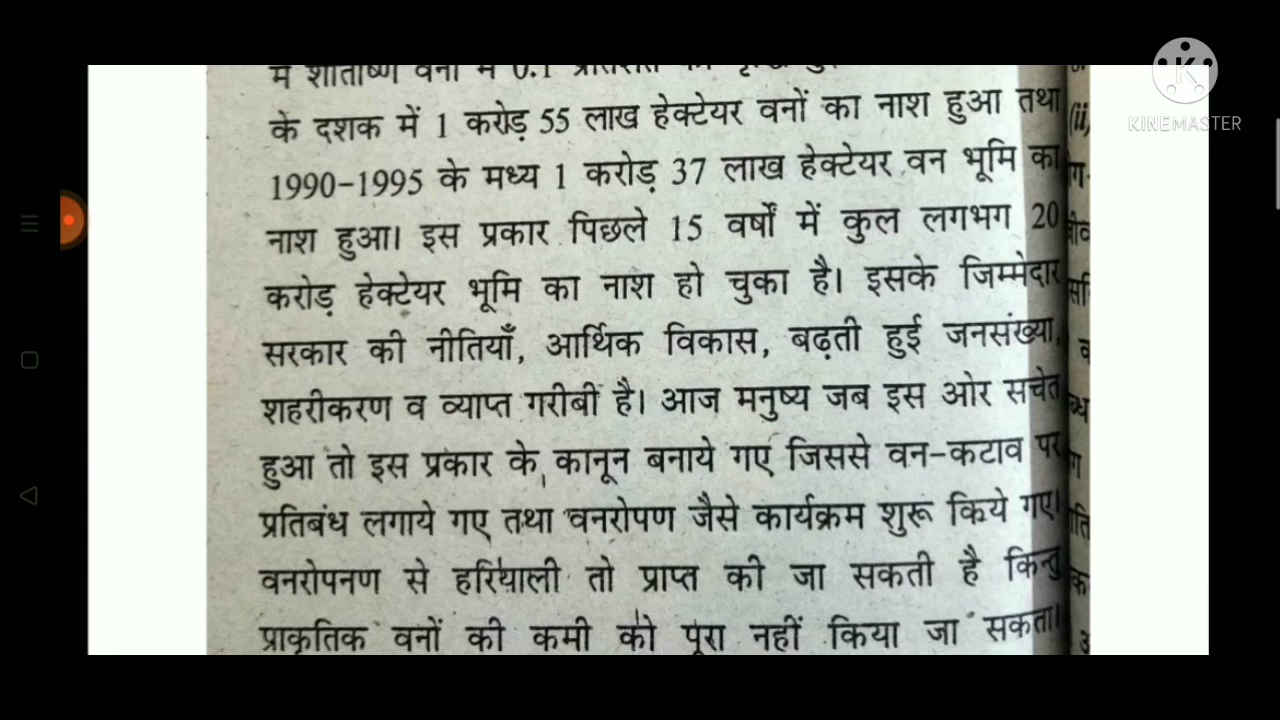 के दशक में 1 करोड़ 55 लाख हेक्टेयर वनों का नाश हुआ तथा
1990-1995 के मध्य 1 करोड़ 37 लाख हेक्टेयर वन भूमि का
नाश हुआ। इस प्रकार पिछले 15 वर्षों में कुल लगभग 20
करोड़ हेक्टेयर भूमि का नाश हो चुका है। इसके जिम्मेदार
सरकार की नीतियाँ, आर्थिक विकास, बढ़ती हुई जनसंख्या,
शहरीकरण व व्याप्त गरीबी है। आज मनुष्य जब इस ओर सचेत
हुआ तो इस प्रकार के कानून बनाये गए जिससे वन-कटाव पर
प्रतिबंध लगाये गए तथा वनरोपण जैसे कार्यक्रम शुरू किये गए।
वनरोपनण से हरियाली तो प्राप्त की जा सकती है किन्तु
प्राकृतिक वनों की कमी को पूरा नहीं किया जा सकता।
(ii)
KINEMASTER